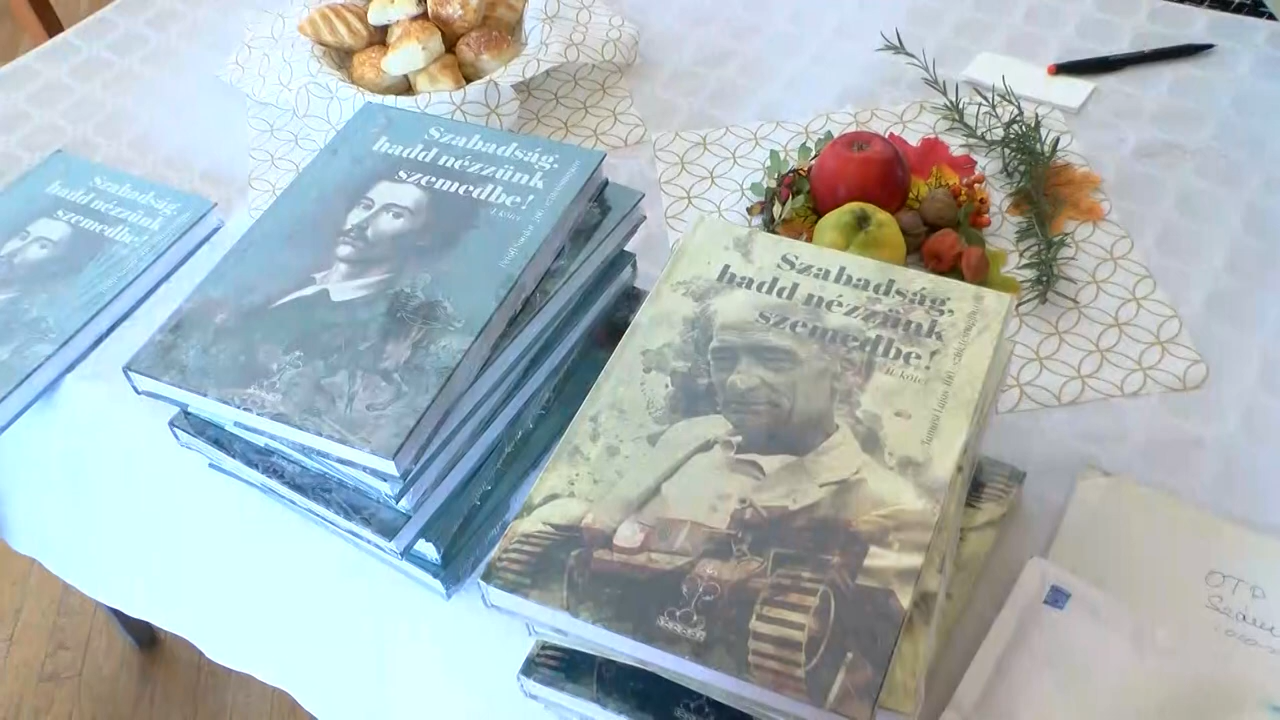 Szabadság,
hadd nézzünk
szemedbe!
Szabadság,
hadd nézzünk
szemedbe!
I. kötet
Szabadság,
hadd nézzünk
szemedbe!
II. kötet
OTP